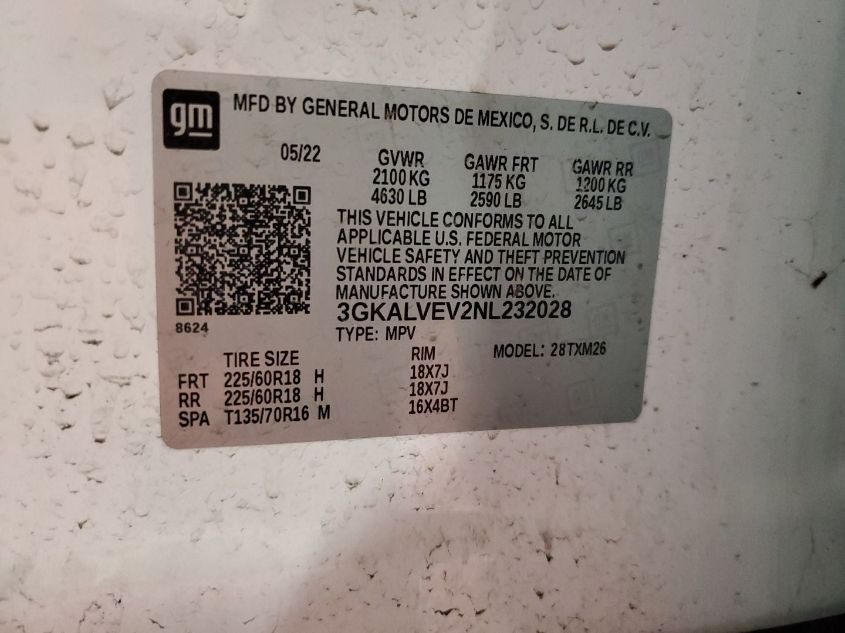 gm MFD BY GENERAL MOTORS DE MEXICO, S. DE R.L. DE C.V.
05/22 GVWR GAWR FRT GAWR RR
2100 KG 1175 KG 1200 KG
4630 LB 2590 LB 2645 LB
THIS VEHICLE CONFORMS TO ALL
APPLICABLE U.S. FEDERAL MOTOR
VEHICLE SAFETY AND THEFT PREVENTION
STANDARDS IN EFFECT ON THE DATE OF
MANUFACTURE SHOWN ABOVE.
3GKALVEV2NL232028
8624
TYPE: MPV MODEL: 28TXM26
TIRE SIZE RIM
FRT 225/60R18 H 18X7J
RR 225/60R18 H 18X7J
SPA T135/70R16 M 16X4BT